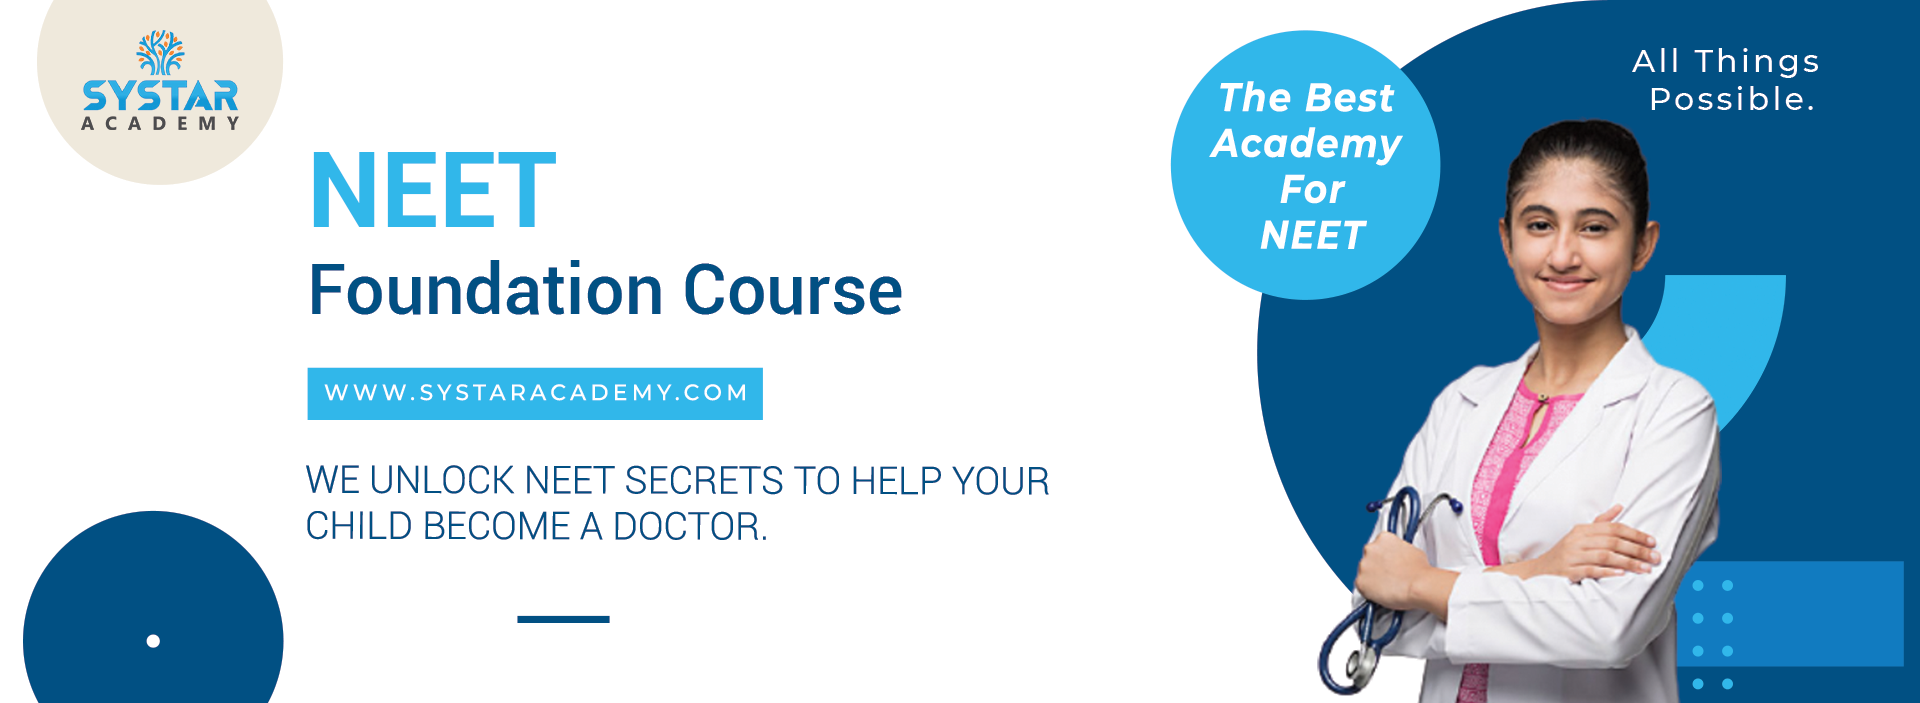 SYSTAR
ACADEMY
NEET
Foundation Course
WWW.SYSTARACADEMY.COM
WE UNLOCK NEET SECRETS TO HELP YOUR
CHILD BECOME A DOCTOR.
The Best
Academy
For
NEET
All Things
Possible.